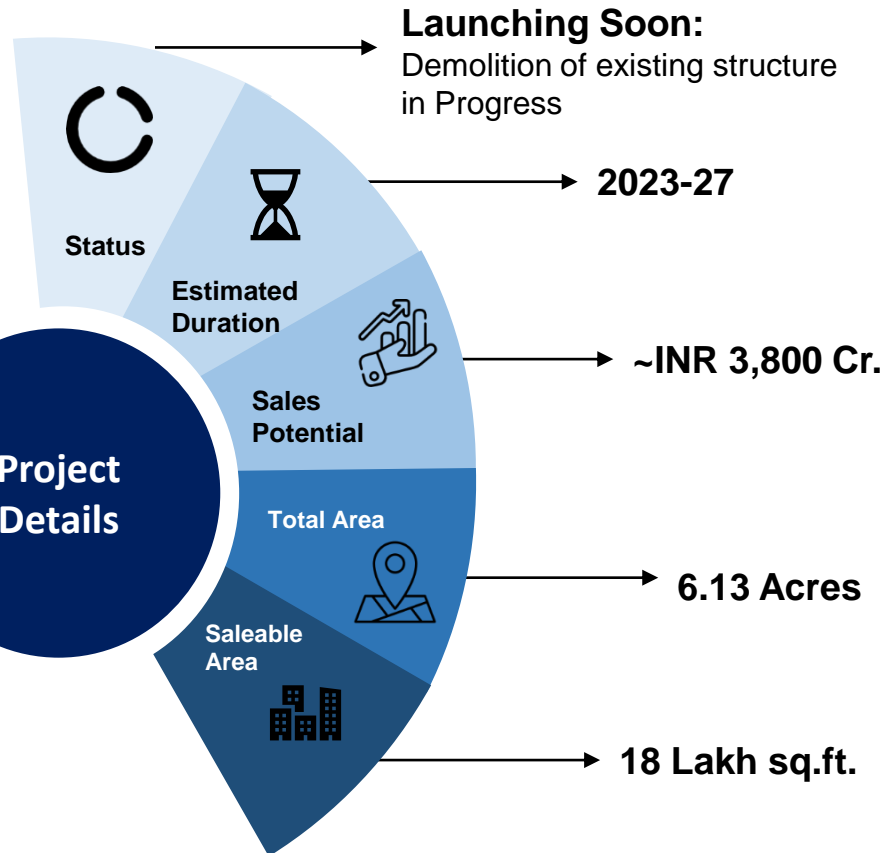 Launching Soon:
Demolition of existing structure
in Progress
Status
2023-27
Estimated
Duration
~INR 3,800 Cr.
Sales
Potential
Project
Details
Total Area
6.13 Acres
Saleable
Area
18 Lakh sq.ft.